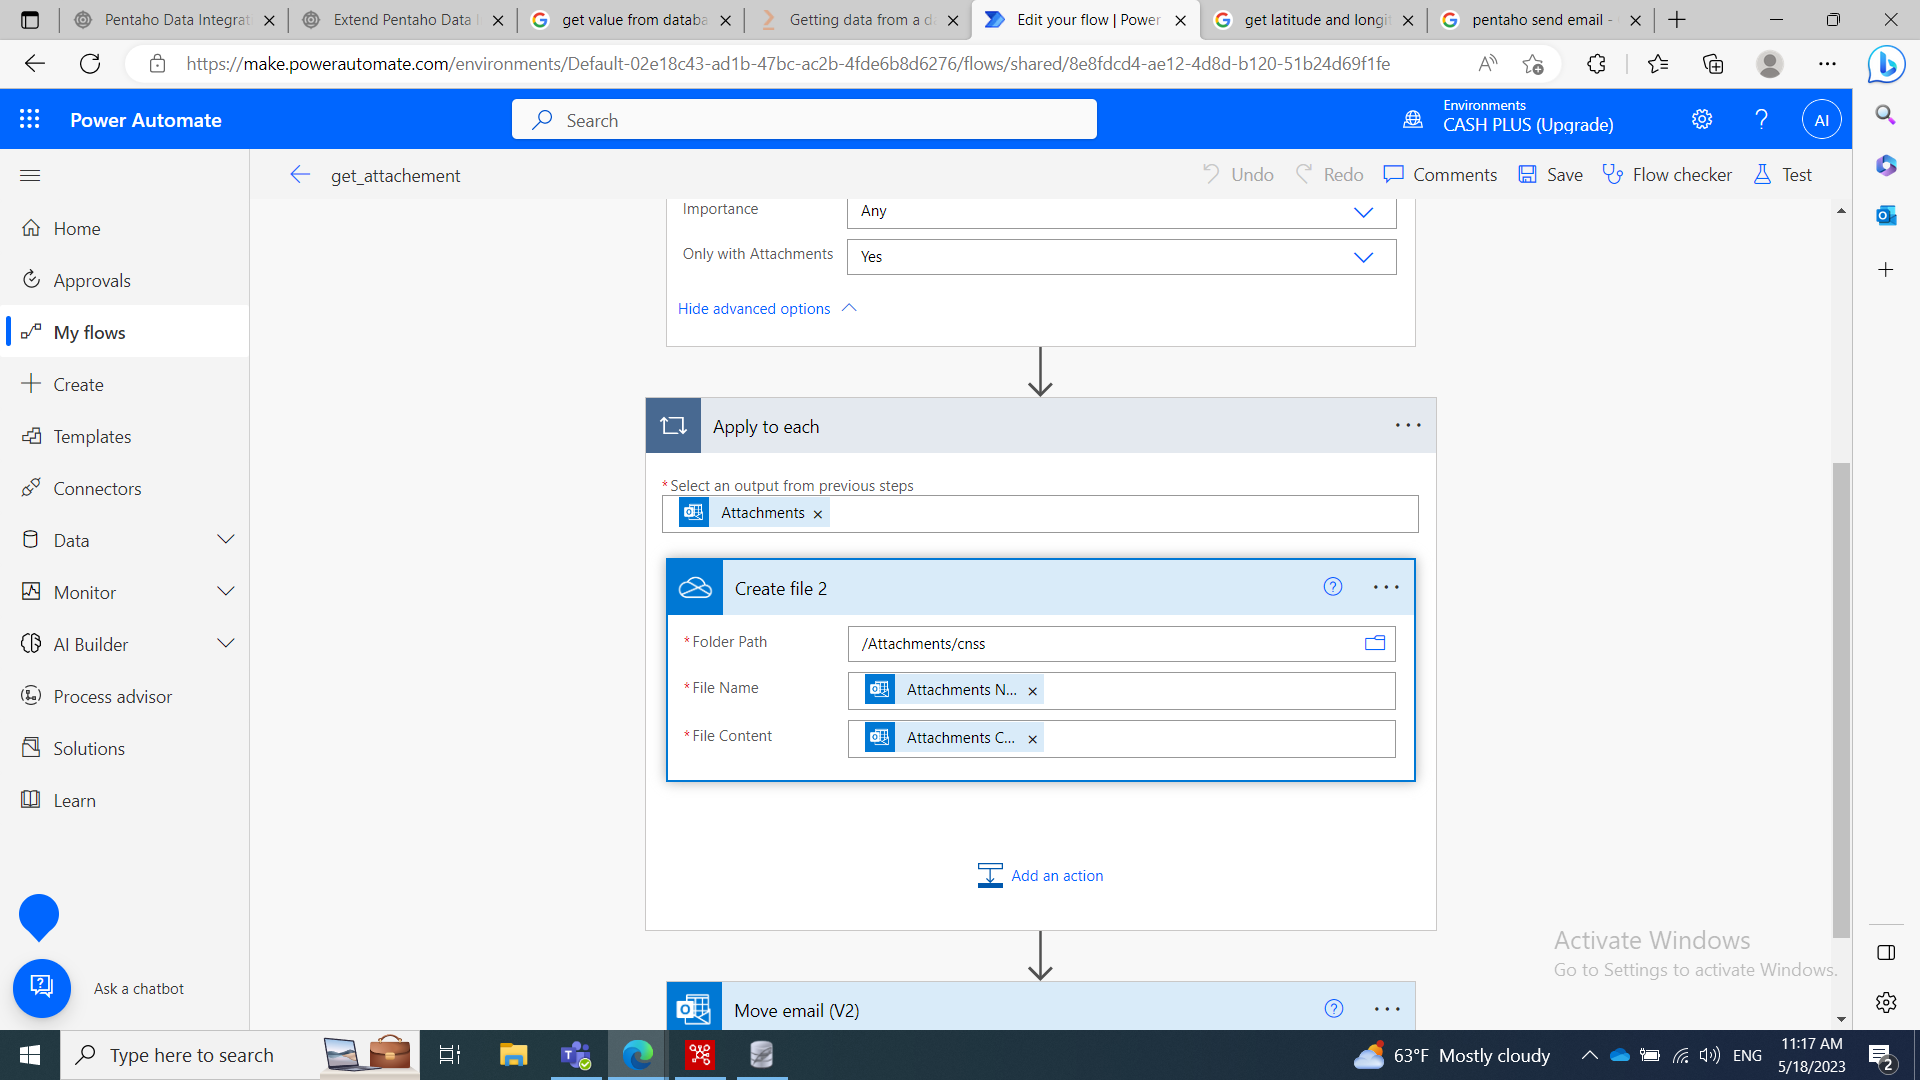 Pentaho Data Integrat
Extend Pentaho Data I
get value from databa
Getting data from a da
Edit your flow | Power
get latitude and longit
pentaho send email -
https://make.powerautomate.com/environments/Default-02e18c43-ad1b-47bc-ac2b-4fde6b8d6276/flows/shared/8e8fdcd4-ae12-4d8d-b120-51b24d69f1fe
Power Automate
Search
Environments
CASH PLUS (Upgrade)
AI
get_attachement
Undo
Redo
Comments
Save
Flow checker
Test
Home
Approvals
My flows
Create
Templates
Connectors
Data
Monitor
AI Builder
Process advisor
Solutions
Learn
Ask a chatbot
Importance
Any
Only with Attachments
Yes
Hide advanced options
Apply to each
* Select an output from previous steps
Attachments
Create file 2
* Folder Path
/Attachments/cnss
* File Name
Attachments N...
* File Content
Attachments C...
Add an action
Move email (V2)
Activate Windows
Go to Settings to activate Windows.
Type here to search
63°F Mostly cloudy
ENG
11:17 AM
5/18/2023
2